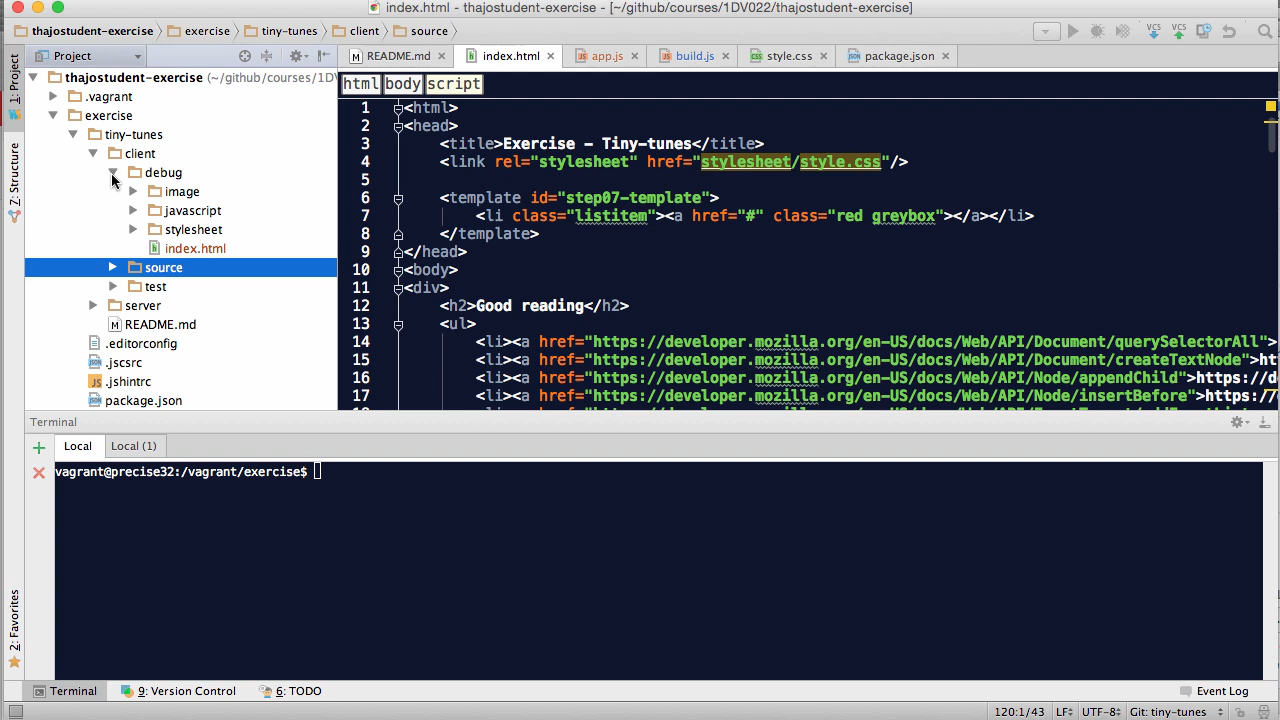 index.html - thajostudent-exercise - [~/github/courses/1DV022/thajostudent-exercise]
thajostudent-exercise exercise tiny-tunes client source
VCS VCS
1: Project
Z: Structure
2: Favorites
Project
README.md index.html app.js build.js style.css package.json
thajostudent-exercise (~/github/courses/1D
.vagrant
exercise
tiny-tunes
client
debug
image
javascript
stylesheet
index.html
source
test
server
README.md
.editorconfig
.jscsrc
.jshintrc
package.json
html body script
1 <html>
2 <head>
3 <title>Exercise - Tiny-tunes</title>
4 <link rel="stylesheet" href="stylesheet/style.css"/>
5
6 <template id="step07-template">
7 <li class="listitem"><a href="#" class="red greybox"></a></li>
8 </template>
9 </head>
10 <body>
11 <div>
12 <h2>Good reading</h2>
13 <ul>
14 <li><a href="https://developer.mozilla.org/en-US/docs/Web/API/Document/querySelectorAll">
15 <li><a href="https://developer.mozilla.org/en-US/docs/Web/API/Document/createTextNode">ht
16 <li><a href="https://developer.mozilla.org/en-US/docs/Web/API/Node/appendChild">https://d
17 <li><a href="https://developer.mozilla.org/en-US/docs/Web/API/Node/insertBefore">https://
Terminal
Local Local (1)
vagrant@precise32:/vagrant/exercise$
Terminal 9: Version Control 6: TODO Event Log
120:1/43 LF UTF-8 Git: tiny-tunes